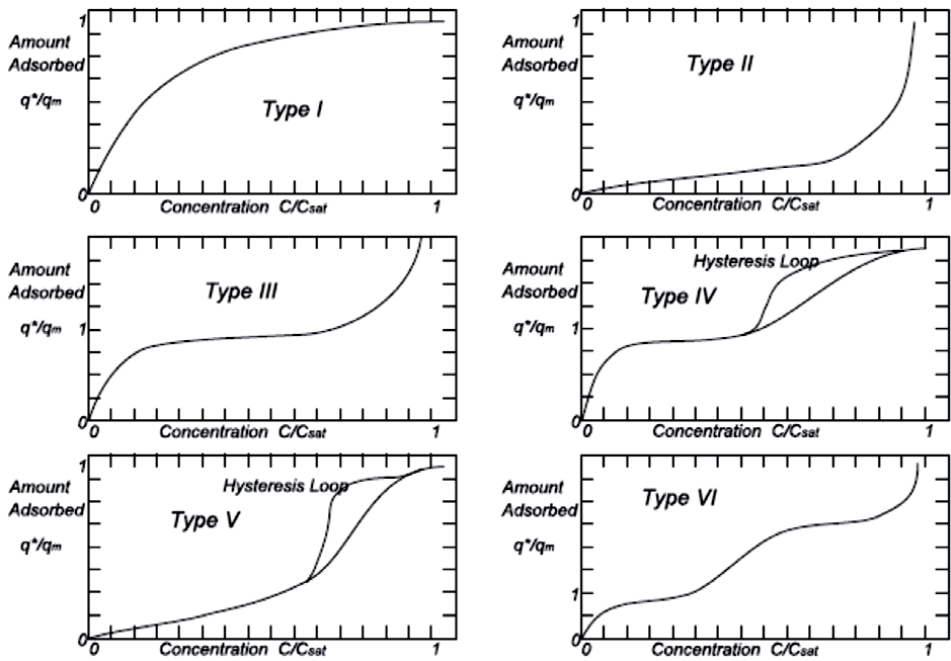 1
Amount
Adsorbed
q*/qm
Type I
0
0
Concentration C/Csat
1
1
Amount
Adsorbed
q*/qm
Type II
0
0
Concentration C/Csat
1
Amount
Adsorbed
q*/qm
Type III
1
0
0
Concentration C/Csat
1
Amount
Adsorbed
q*/qm
Hysteresis Loop
Type IV
1
0
0
Concentration C/Csat
1
1
Amount
Adsorbed
q*/qm
Hysteresis Loop
Type V
0
0
Concentration C/Csat
1
Amount
Adsorbed
q*/qm
Type VI
1
0
0
Concentration C/Csat
1